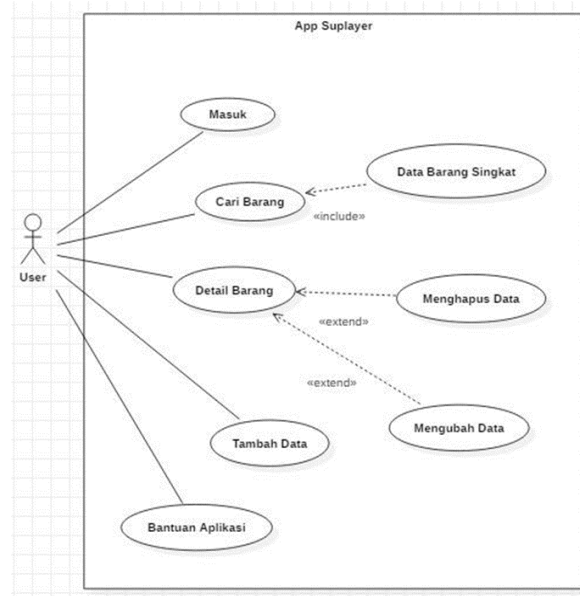 App Suplayer
Masuk
Data Barang Singkat
Cari Barang
«include»
User
Detail Barang
Menghapus Data
«extend»
«extend»
Mengubah Data
Tambah Data
Bantuan Aplikasi